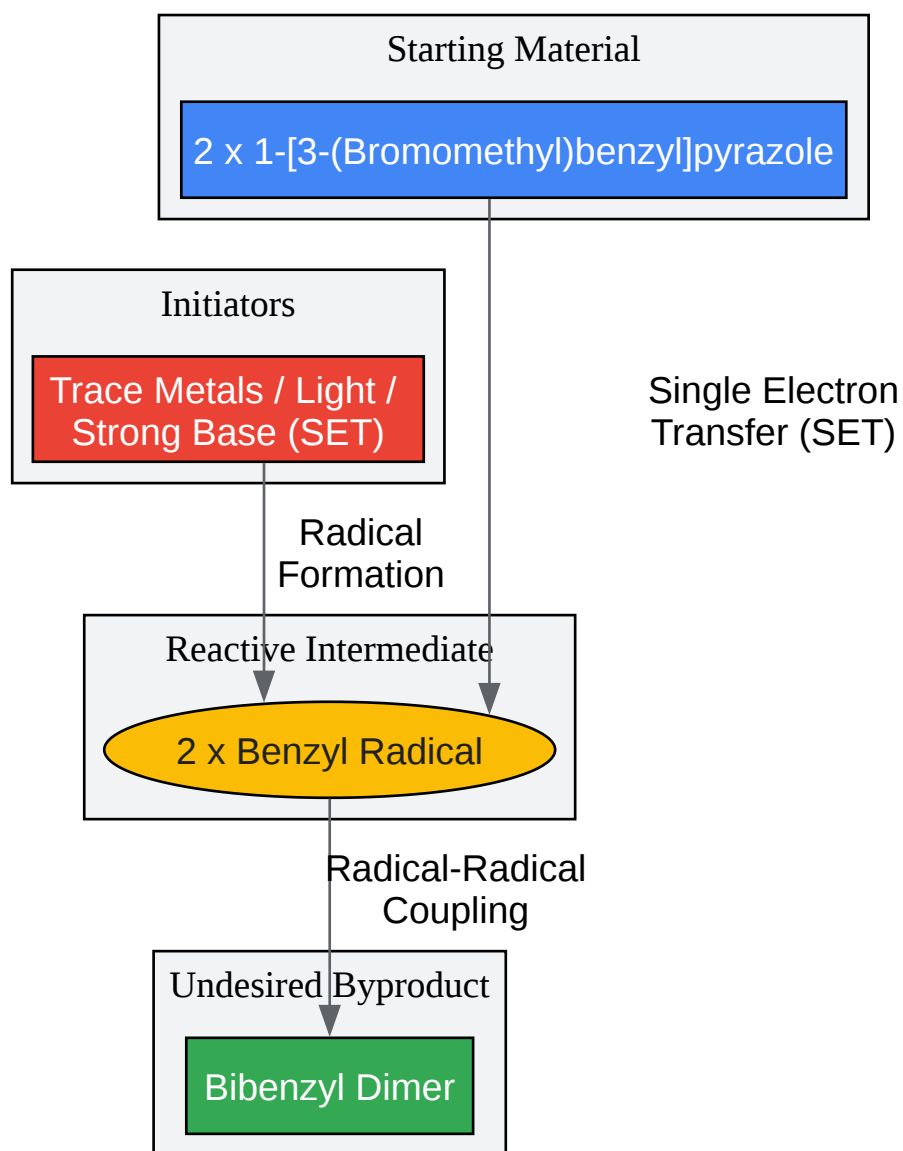 Starting Material
2 x 1-[3-(Bromomethyl)benzyl]pyrazole
Initiators
Trace Metals / Light /
Strong Base (SET)
Single Electron
Transfer (SET)
Radical
Formation
Reactive Intermediate
2 x Benzyl Radical
Radical-Radical
Coupling
Undesired Byproduct
Bibenzyl Dimer